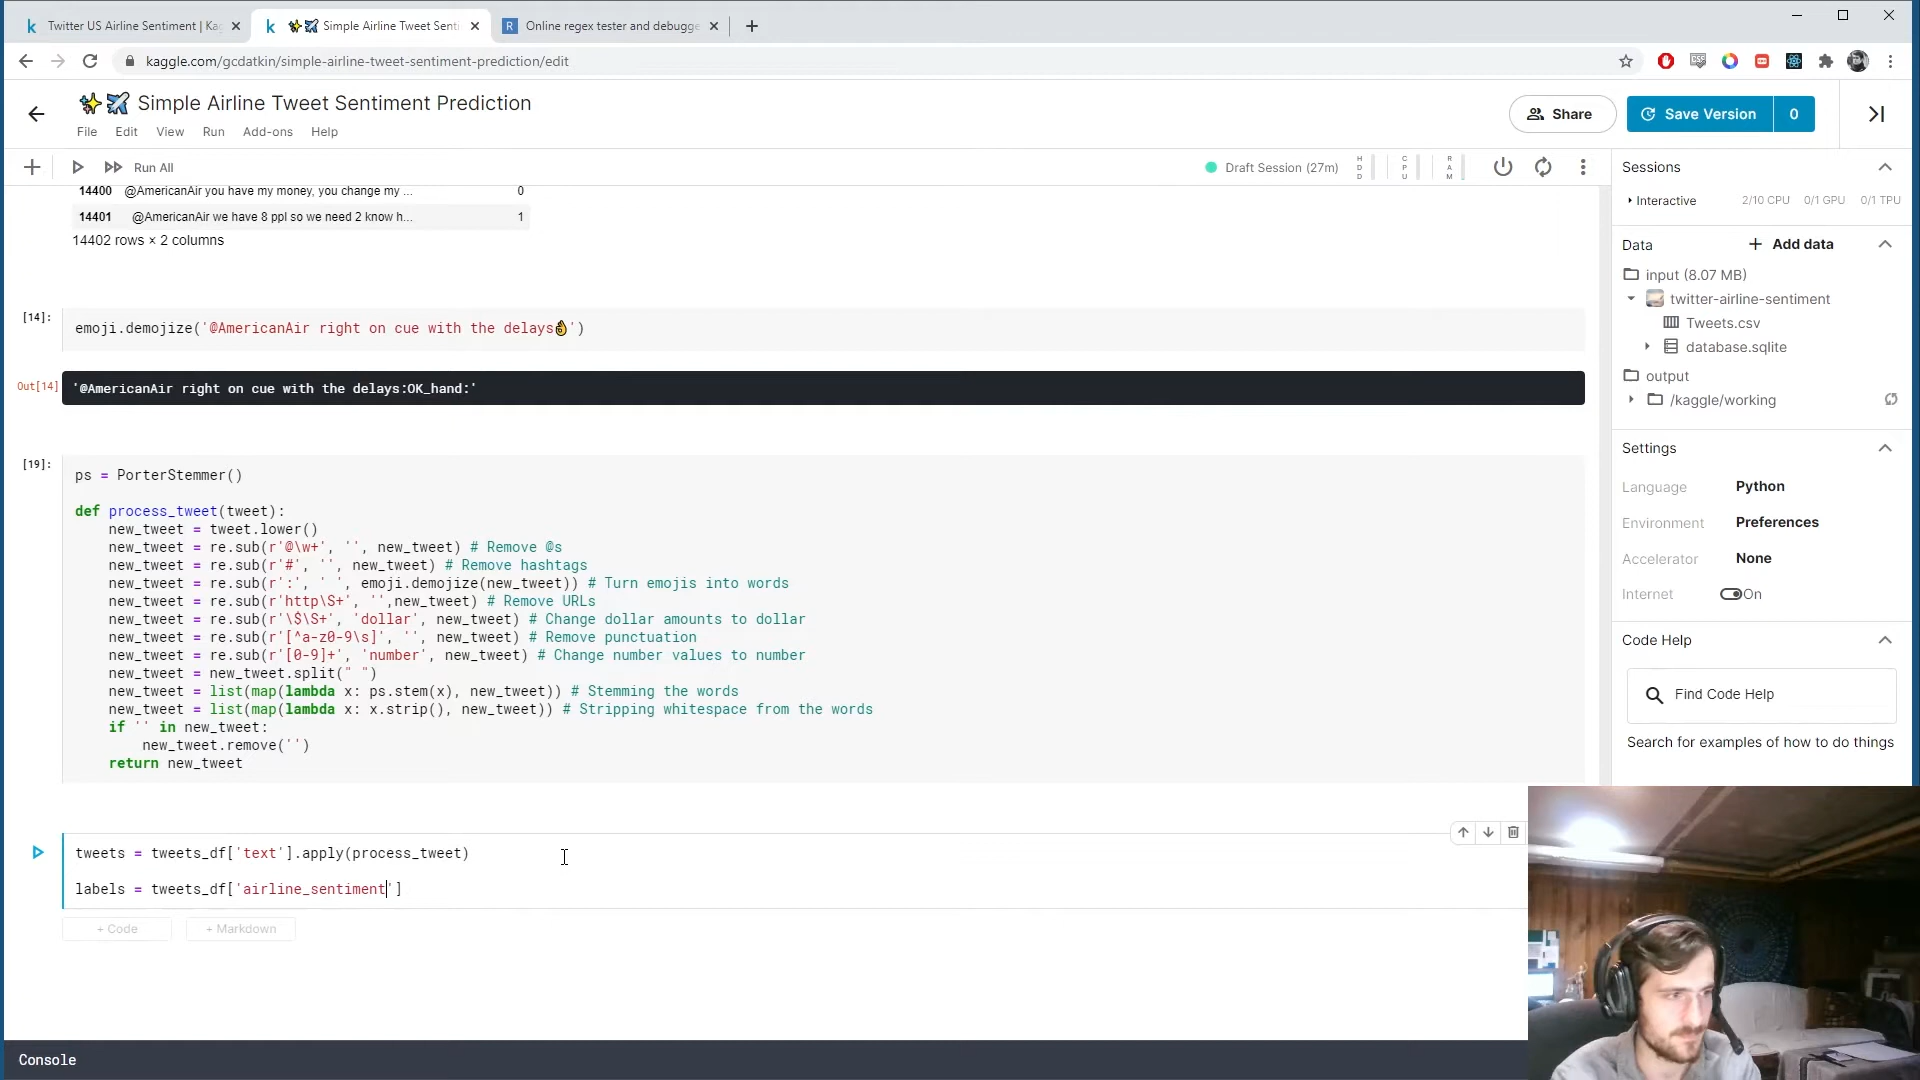 Twitter US Airline Sentiment | Kag
Simple Airline Tweet Senti
Online regex tester and debugge
kaggle.com/gcdatkin/simple-airline-tweet-sentiment-prediction/edit
✨✈️ Simple Airline Tweet Sentiment Prediction
File Edit View Run Add-ons Help
Share
Save Version 0
Run All
Draft Session (27m)
HDD
CPU
RAM
14400 @AmericanAir you have my money, you change my ... 0
14401 @AmericanAir we have 8 ppl so we need 2 know h... 1
14402 rows × 2 columns
[14]:
emoji.demojize('@AmericanAir right on cue with the delays👌')
Out[14]
'@AmericanAir right on cue with the delays:OK_hand:'
[19]:
ps = PorterStemmer()
def process_tweet(tweet):
new_tweet = tweet.lower()
new_tweet = re.sub(r'@\w+', '', new_tweet) # Remove @s
new_tweet = re.sub(r'#', '', new_tweet) # Remove hashtags
new_tweet = re.sub(r':', ' ', emoji.demojize(new_tweet)) # Turn emojis into words
new_tweet = re.sub(r'http\S+', '',new_tweet) # Remove URLs
new_tweet = re.sub(r'\$\S+', 'dollar', new_tweet) # Change dollar amounts to dollar
new_tweet = re.sub(r'[^a-z0-9\s]', '', new_tweet) # Remove punctuation
new_tweet = re.sub(r'[0-9]+', 'number', new_tweet) # Change number values to number
new_tweet = new_tweet.split(" ")
new_tweet = list(map(lambda x: ps.stem(x), new_tweet)) # Stemming the words
new_tweet = list(map(lambda x: x.strip(), new_tweet)) # Stripping whitespace from the words
if '' in new_tweet:
new_tweet.remove('')
return new_tweet
tweets = tweets_df['text'].apply(process_tweet)
labels = tweets_df['airline_sentiment']
+ Code
+ Markdown
Console
Sessions
Interactive 2/10 CPU 0/1 GPU 0/1 TPU
Data + Add data
input (8.07 MB)
twitter-airline-sentiment
Tweets.csv
database.sqlite
output
/kaggle/working
Settings
Language Python
Environment Preferences
Accelerator None
Internet On
Code Help
Find Code Help
Search for examples of how to do things